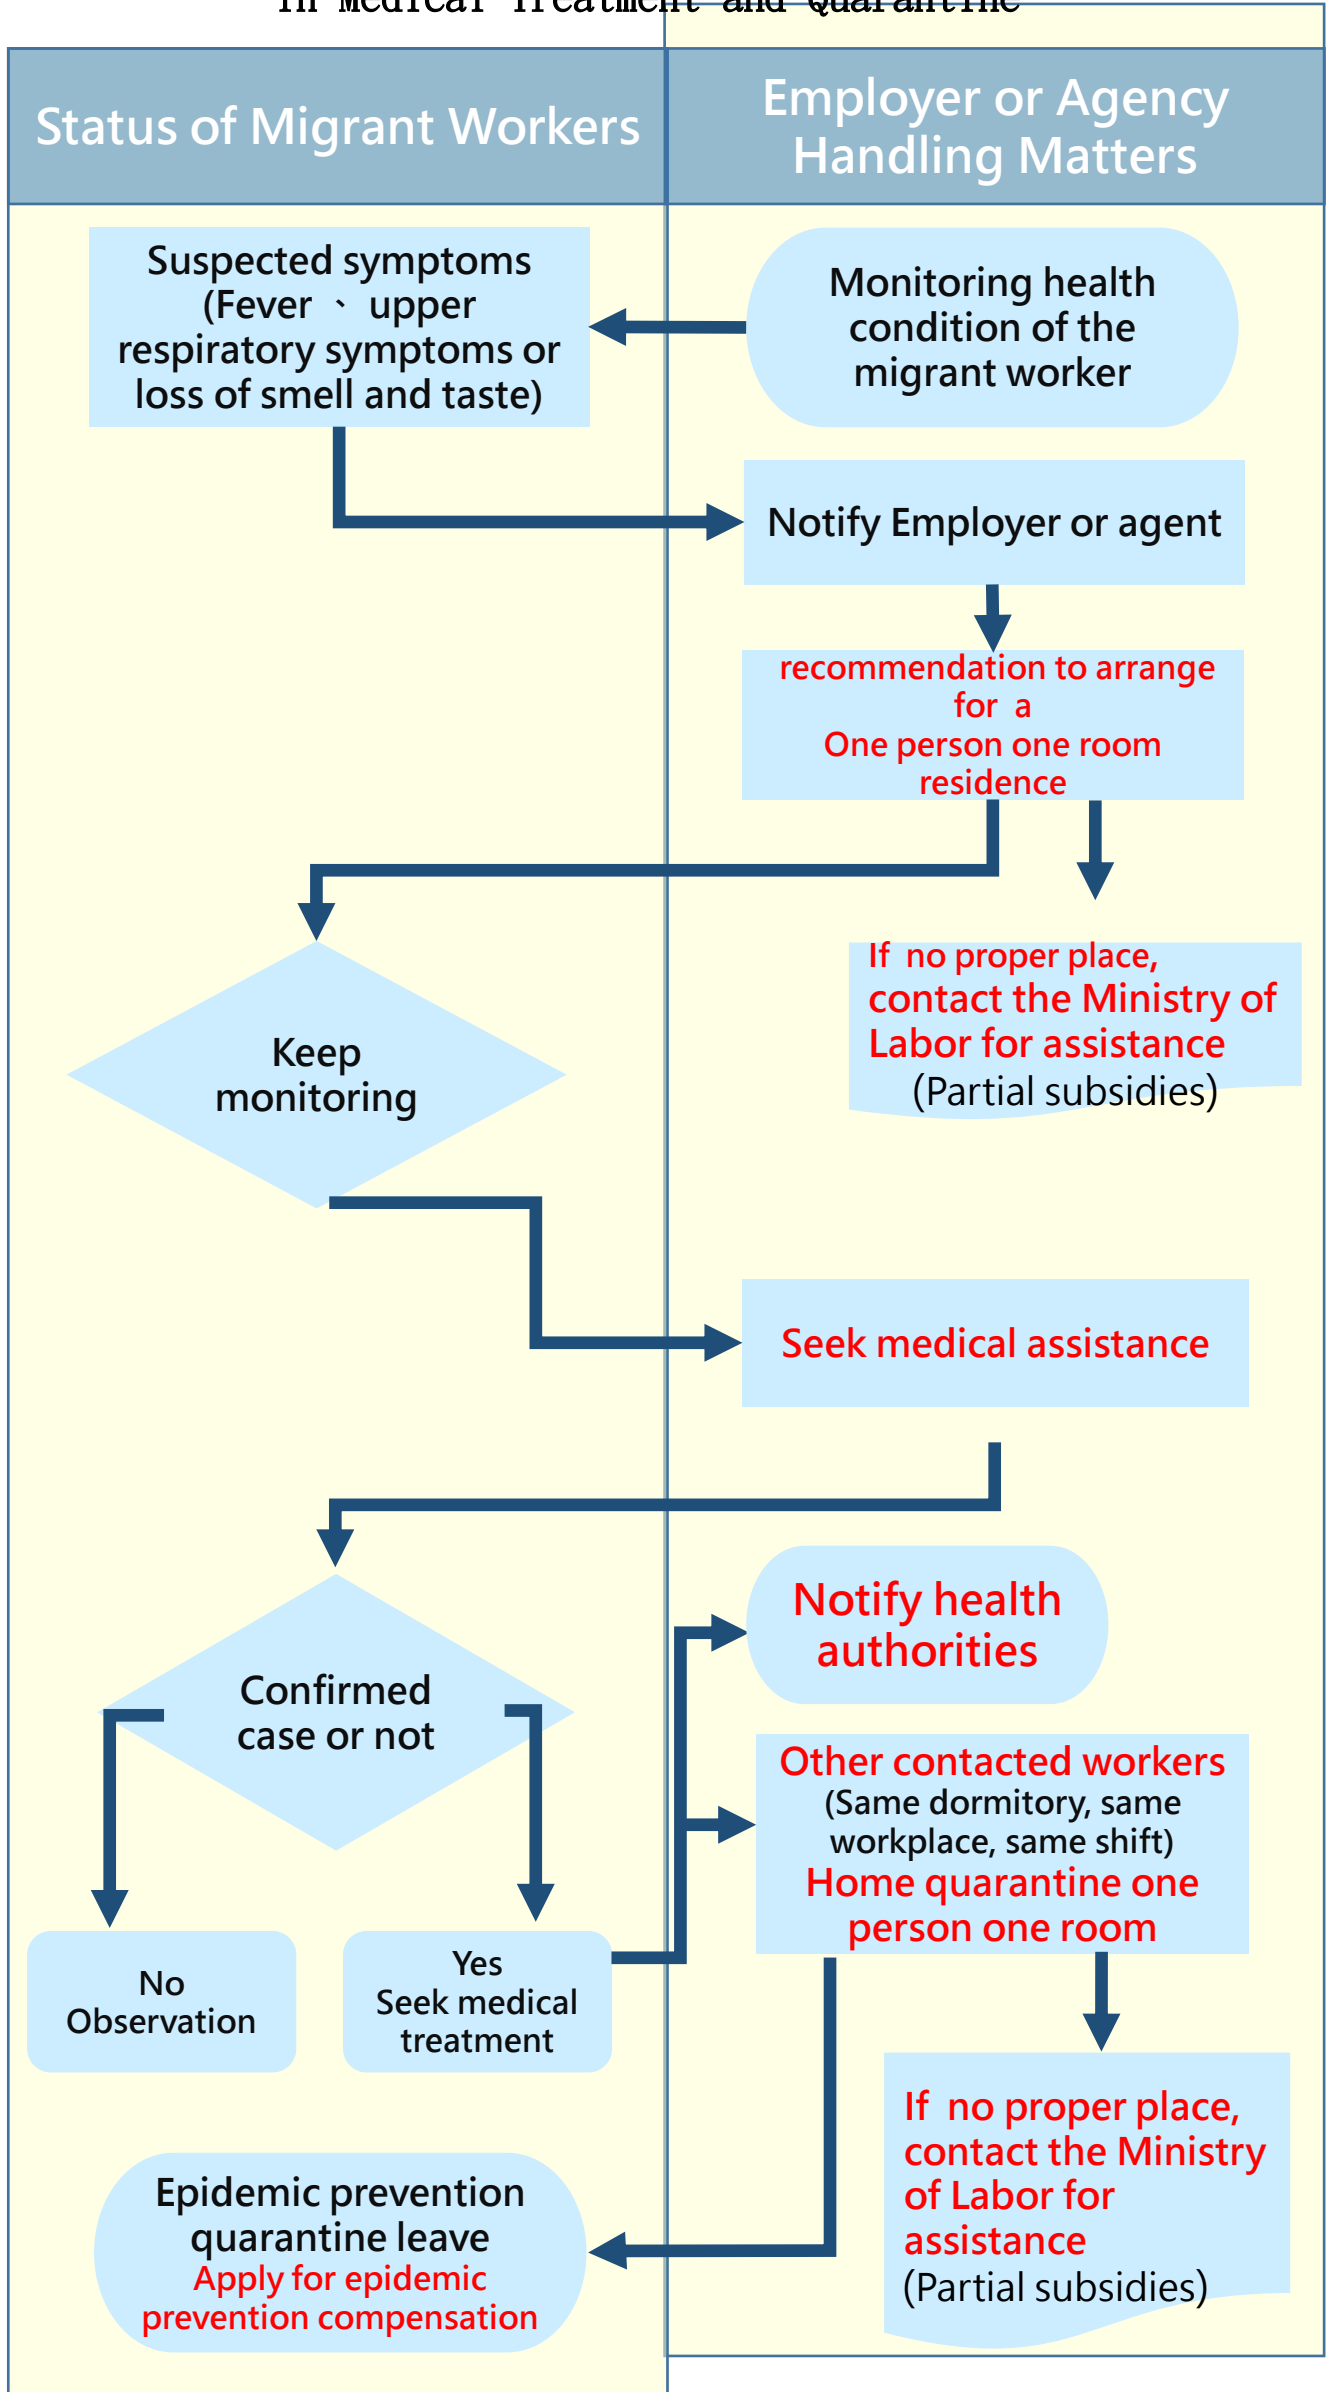 in Medical Treatment and Quarantine
Status of Migrant Workers
Employer or Agency
Handling Matters
Suspected symptoms
(Fever 、 upper
respiratory symptoms or
loss of smell and taste)
Monitoring health
condition of the
migrant worker
Notify Employer or agent
recommendation to arrange
for a
One person one room
residence
If no proper place,
contact the Ministry of
Labor for assistance
(Partial subsidies)
Keep
monitoring
Seek medical assistance
Confirmed
case or not
Notify health
authorities
Other contacted workers
(Same dormitory, same
workplace, same shift)
Home quarantine one
person one room
No
Observation
Yes
Seek medical
treatment
If no proper place,
contact the Ministry
of Labor for
assistance
(Partial subsidies)
Epidemic prevention
quarantine leave
Apply for epidemic
prevention compensation